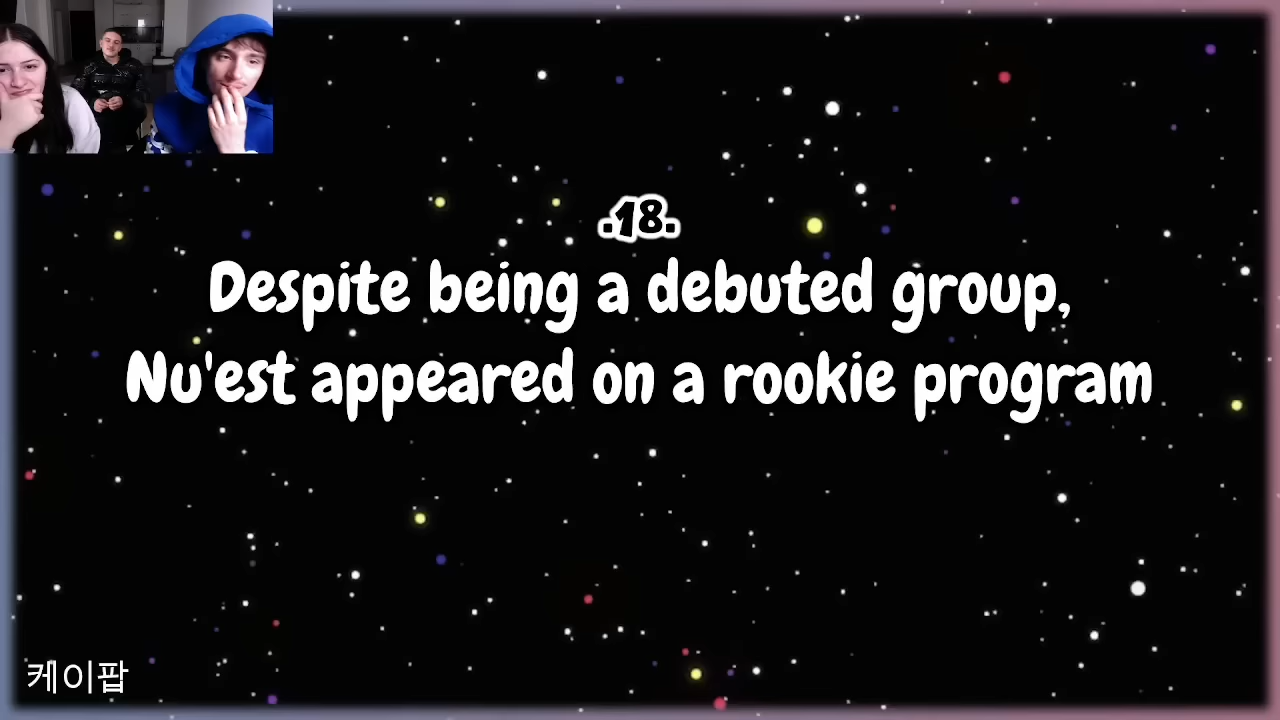 .18.
Despite being a debuted group,
Nu'est appeared on a rookie program
케이팝